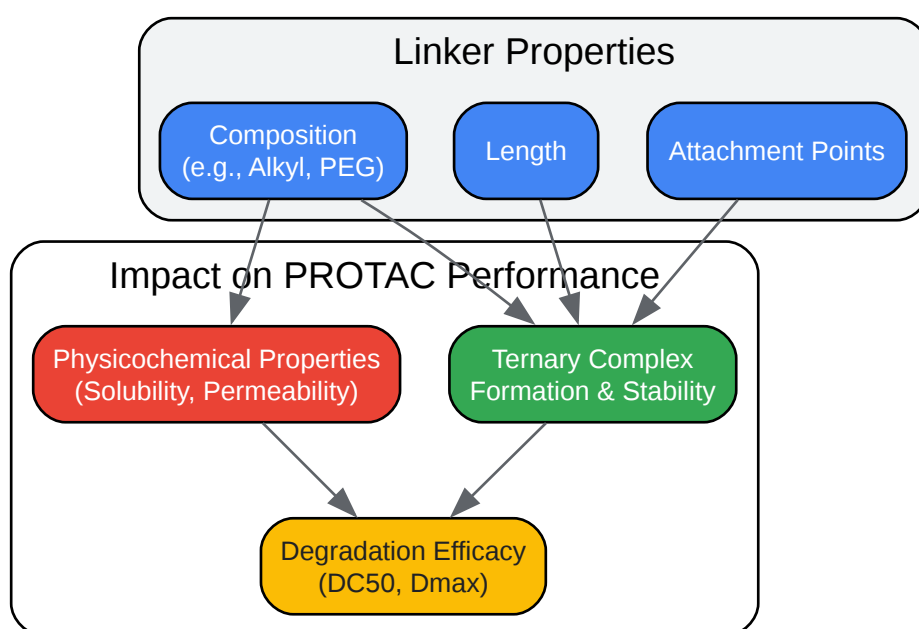 Linker Properties
Composition
(e.g., Alkyl, PEG)
Length
Attachment Points
Impact on PROTAC Performance
Physicochemical Properties
(Solubility, Permeability)
Ternary Complex
Formation & Stability
Degradation Efficacy
(DC50, Dmax)